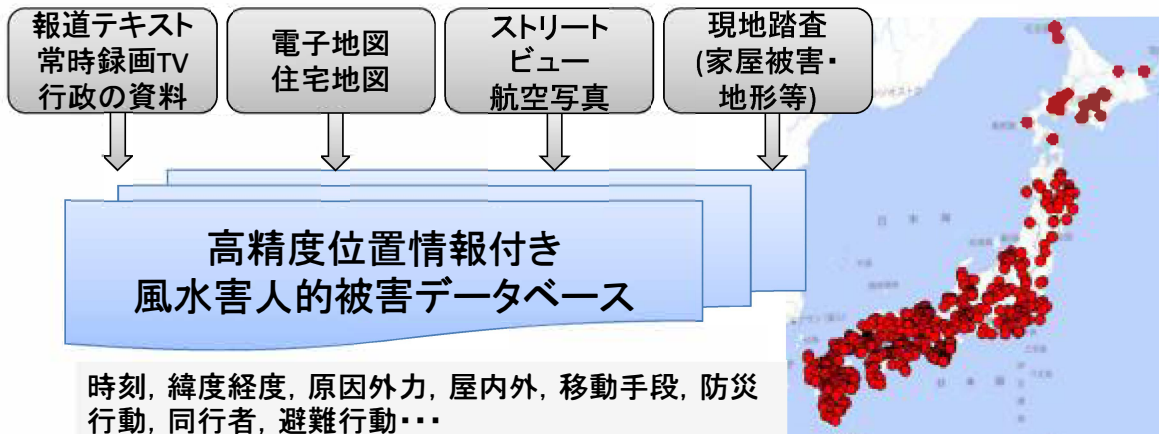 報道テキスト
常時録画TV
行政の資料
電子地図
住宅地図
ストリート
ビュー
航空写真
現地踏査
(家屋被害・
地形等)
高精度位置情報付き
風水害人的被害データベース
時刻, 緯度経度, 原因外力, 屋内外, 移動手段, 防災
行動, 同行者, 避難行動・・・
日 本 海